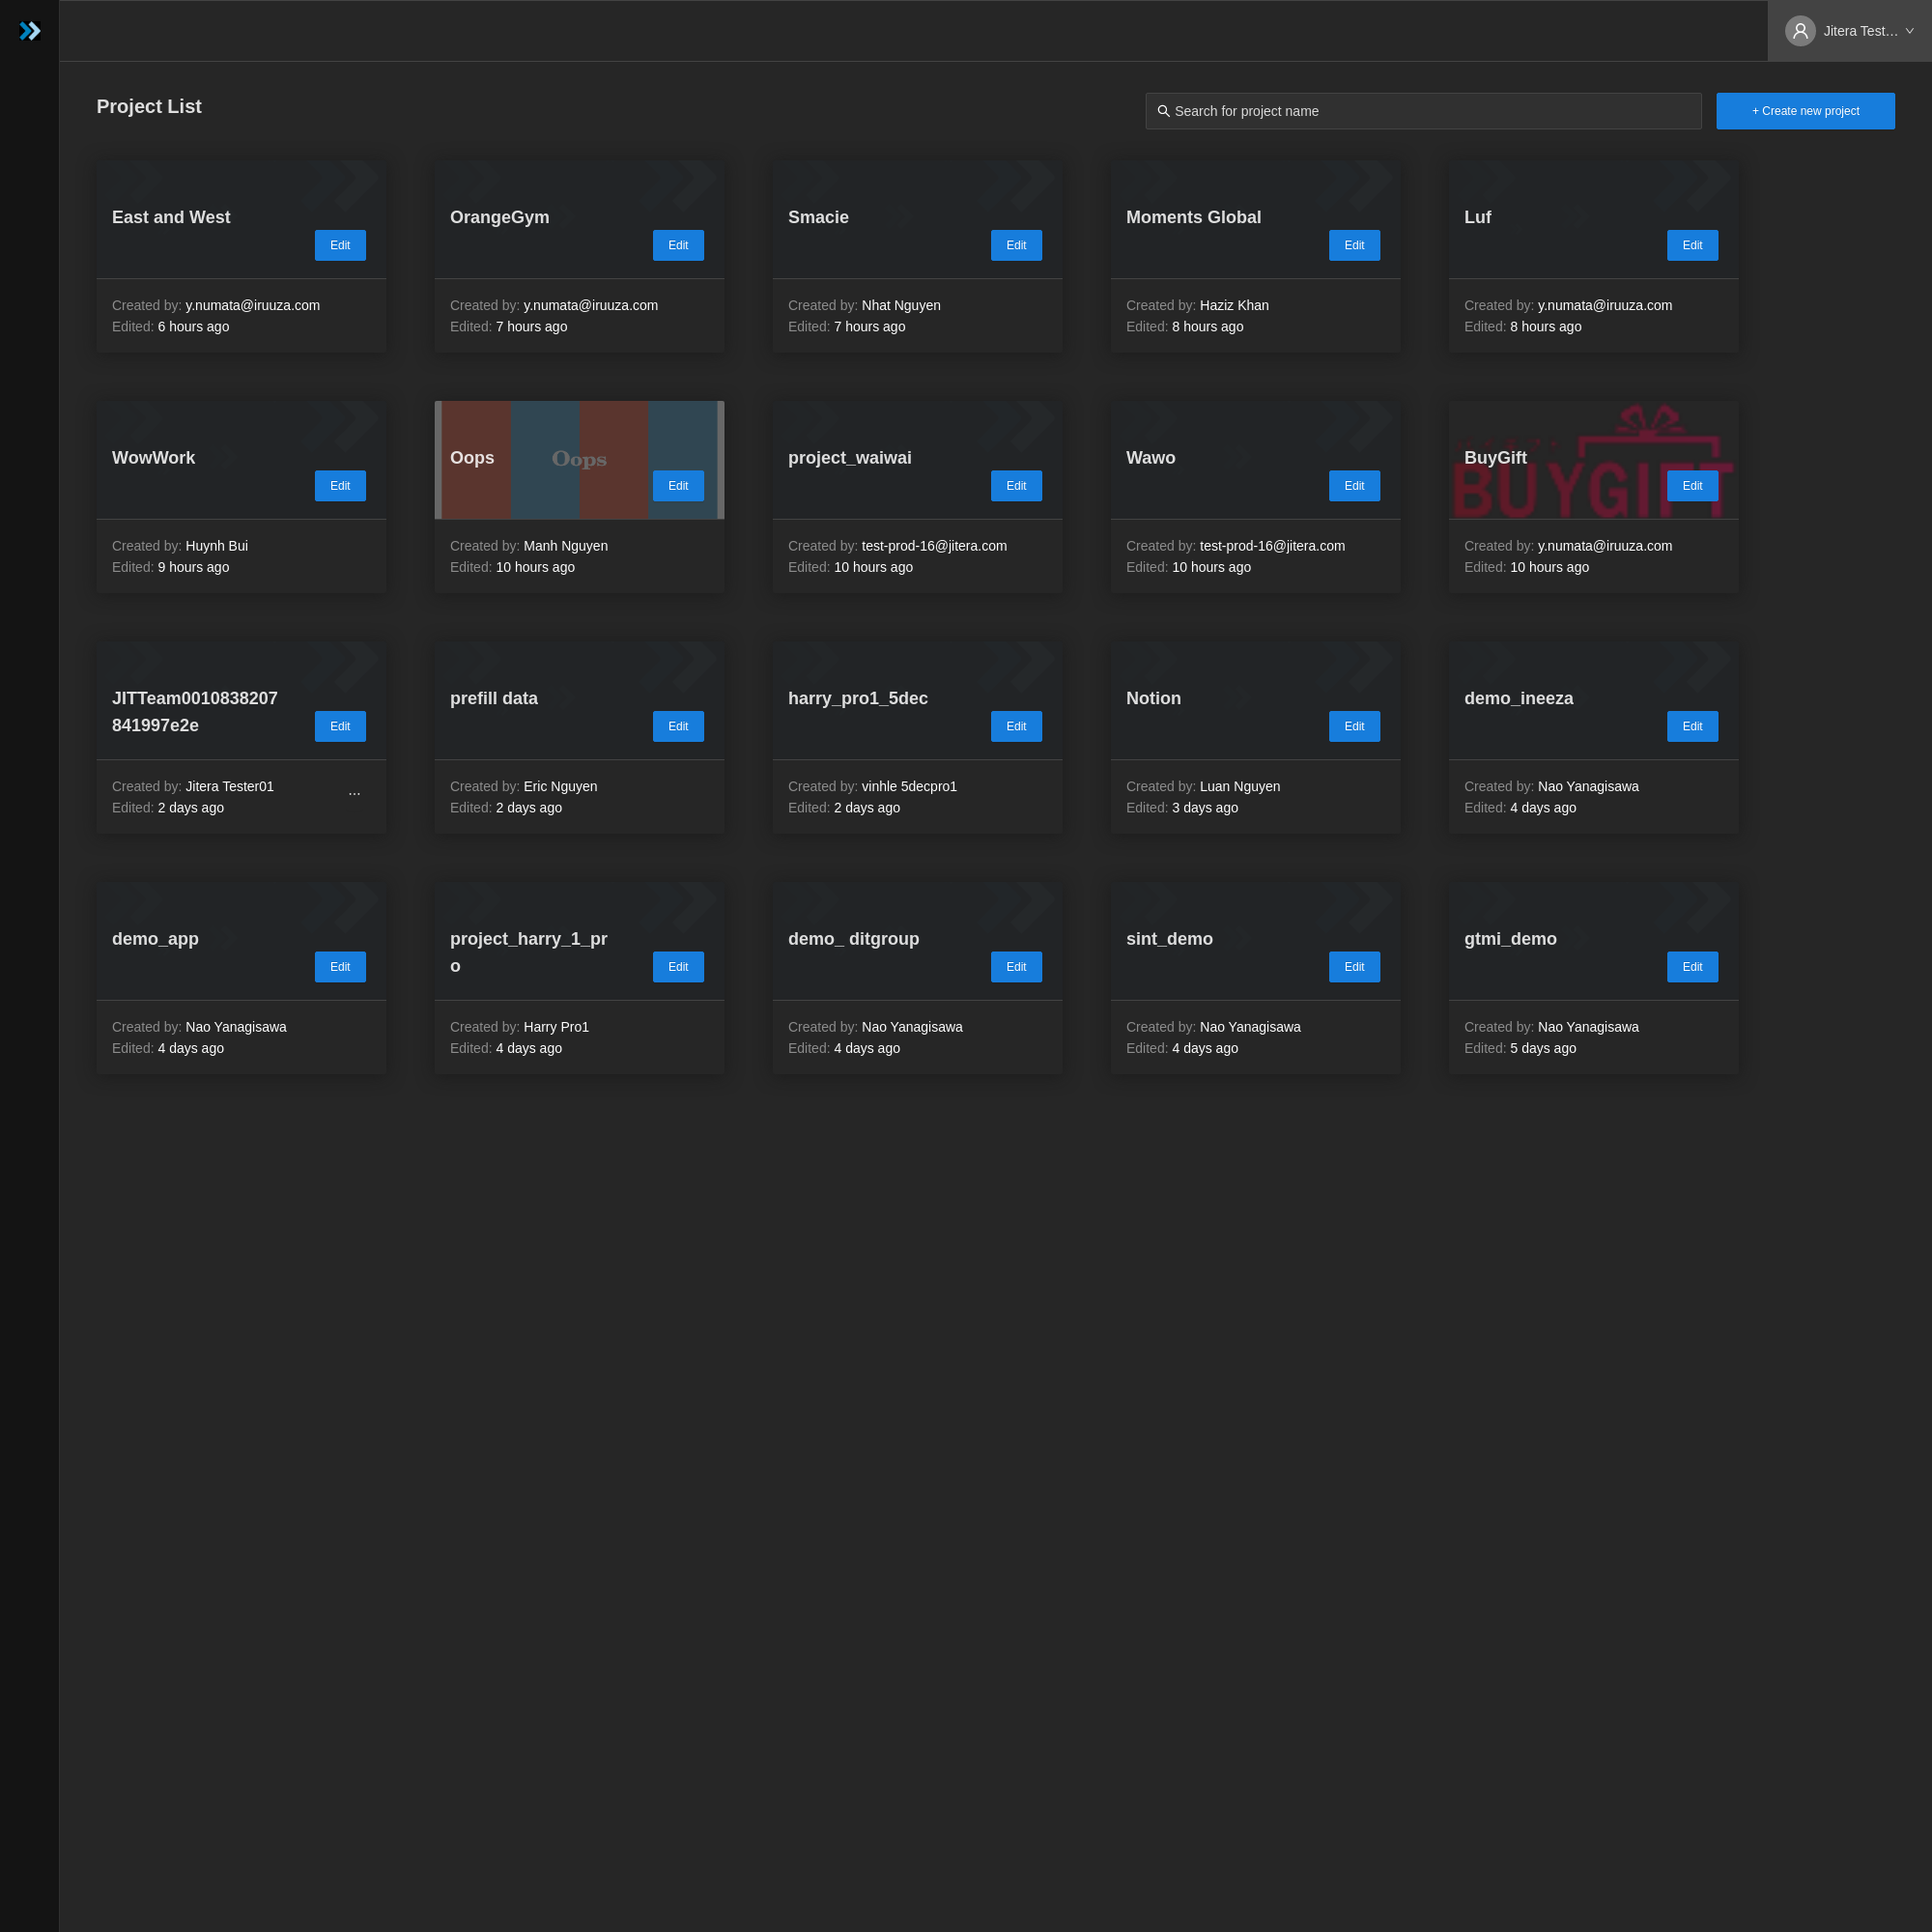 Jitera Test…
Project List
Search for project name
+ Create new project
East and West
Edit
Created by: y.numata@iruuza.com
Edited: 6 hours ago
OrangeGym
Edit
Created by: y.numata@iruuza.com
Edited: 7 hours ago
Smacie
Edit
Created by: Nhat Nguyen
Edited: 7 hours ago
Moments Global
Edit
Created by: Haziz Khan
Edited: 8 hours ago
Luf
Edit
Created by: y.numata@iruuza.com
Edited: 8 hours ago
WowWork
Edit
Created by: Huynh Bui
Edited: 9 hours ago
Oops
Oops
Edit
Created by: Manh Nguyen
Edited: 10 hours ago
project_waiwai
Edit
Created by: test-prod-16@jitera.com
Edited: 10 hours ago
Wawo
Edit
Created by: test-prod-16@jitera.com
Edited: 10 hours ago
BuyGift
BUYGIFT
Edit
Created by: y.numata@iruuza.com
Edited: 10 hours ago
JITTeam0010838207
841997e2e
Edit
Created by: Jitera Tester01
...
Edited: 2 days ago
prefill data
Edit
Created by: Eric Nguyen
Edited: 2 days ago
harry_pro1_5dec
Edit
Created by: vinhle 5decpro1
Edited: 2 days ago
Notion
Edit
Created by: Luan Nguyen
Edited: 3 days ago
demo_ineeza
Edit
Created by: Nao Yanagisawa
Edited: 4 days ago
demo_app
Edit
Created by: Nao Yanagisawa
Edited: 4 days ago
project_harry_1_pr
o
Edit
Created by: Harry Pro1
Edited: 4 days ago
demo_ ditgroup
Edit
Created by: Nao Yanagisawa
Edited: 4 days ago
sint_demo
Edit
Created by: Nao Yanagisawa
Edited: 4 days ago
gtmi_demo
Edit
Created by: Nao Yanagisawa
Edited: 5 days ago